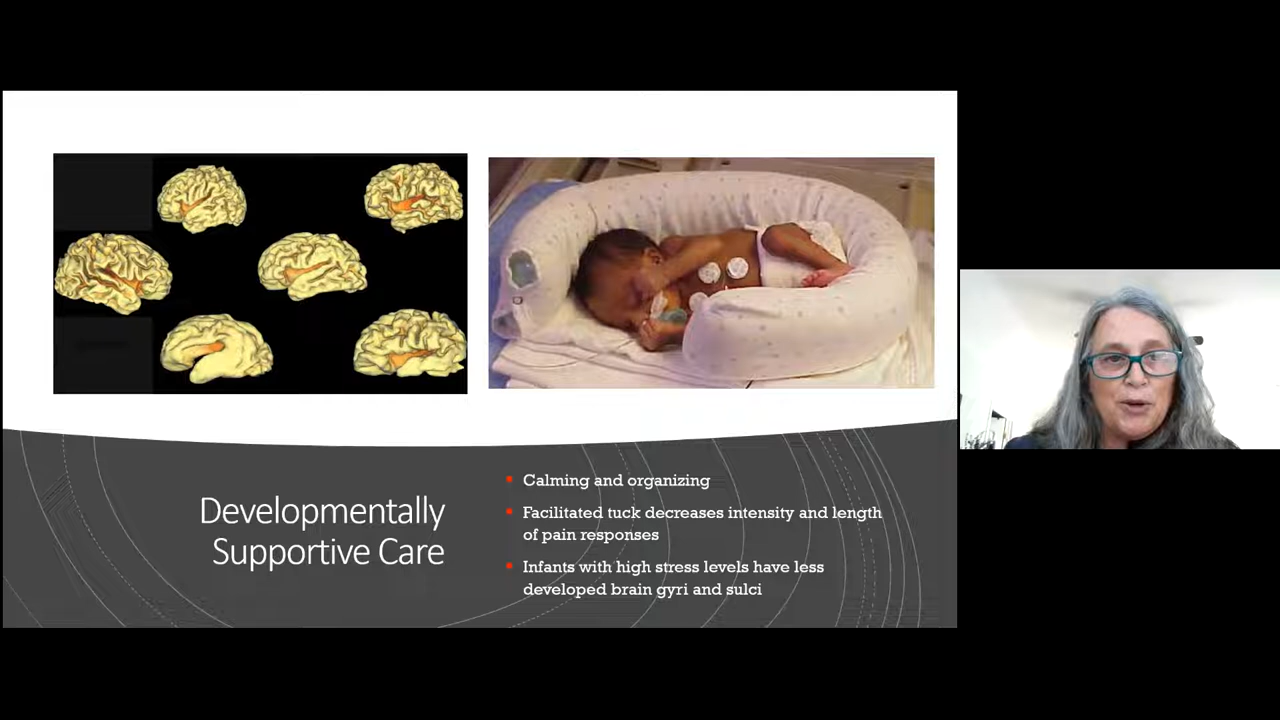 Developmentally
Supportive Care
Calming and organizing
Facilitated tuck decreases intensity and length
of pain responses
Infants with high stress levels have less
developed brain gyri and sulci